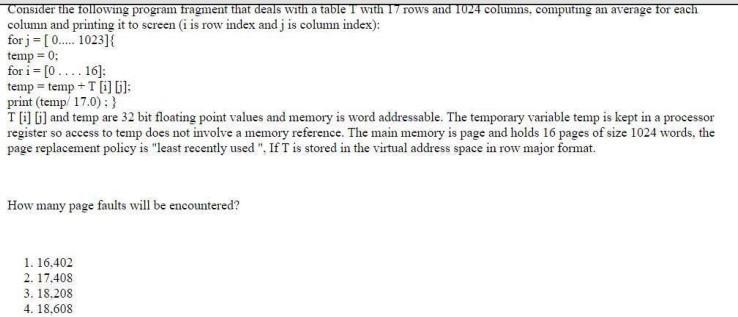 Consider the following program fragment that deals with a table T with 17 rows and 1024 columns, computing an average for each
column and printing it to screen (i is row index and j is column index):
for j = [ 0..... 1023]{
temp = 0;
for i = [0 . . . . 16];
temp = temp + T [i] [j];
print (temp/ 17.0) ; }
T [i] [j] and temp are 32 bit floating point values and memory is word addressable. The temporary variable temp is kept in a processor
register so access to temp does not involve a memory reference. The main memory is page and holds 16 pages of size 1024 words, the
page replacement policy is "least recently used ". If T is stored in the virtual address space in row major format.
How many page faults will be encountered?
1. 16,402
2. 17,408
3. 18,208
4. 18,608